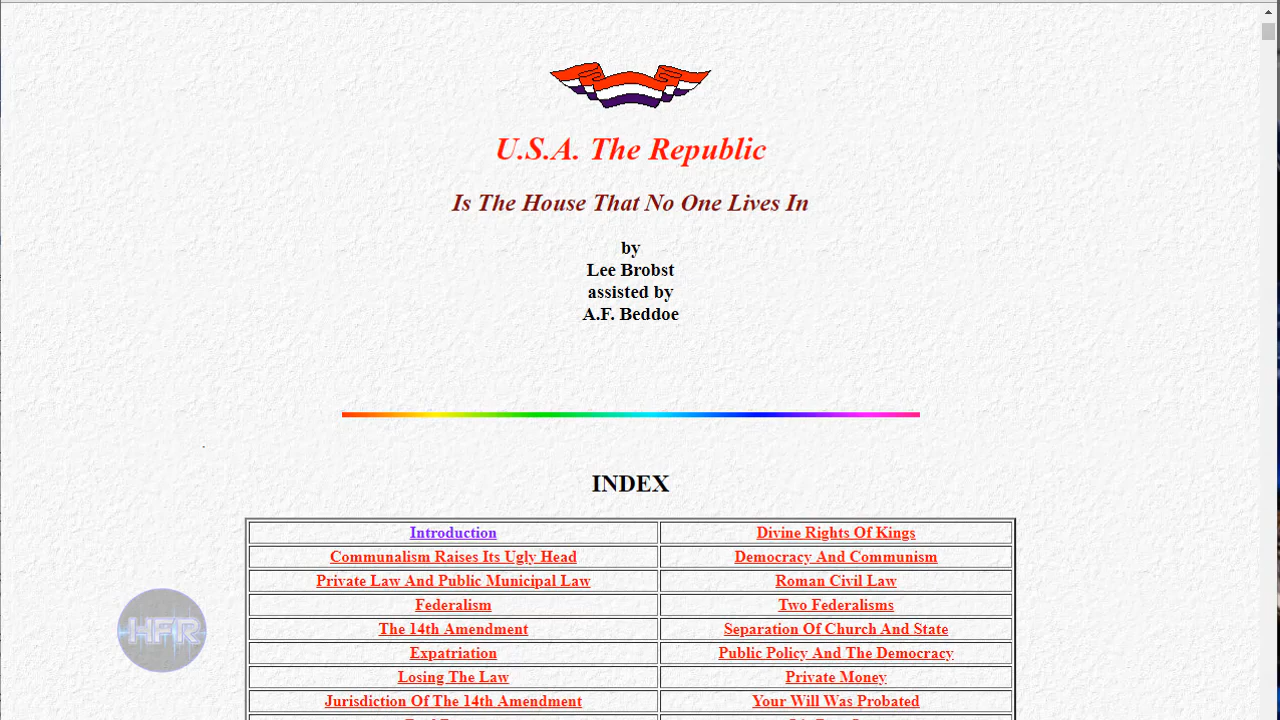 U.S.A. The Republic
Is The House That No One Lives In
by
Lee Brobst
assisted by
A.F. Beddoe
INDEX
Introduction
Divine Rights Of Kings
Communalism Raises Its Ugly Head
Democracy And Communism
Private Law And Public Municipal Law
Roman Civil Law
Federalism
Two Federalisms
The 14th Amendment
Separation Of Church And State
Expatriation
Public Policy And The Democracy
Losing The Law
Private Money
Jurisdiction Of The 14th Amendment
Your Will Was Probated
HFR